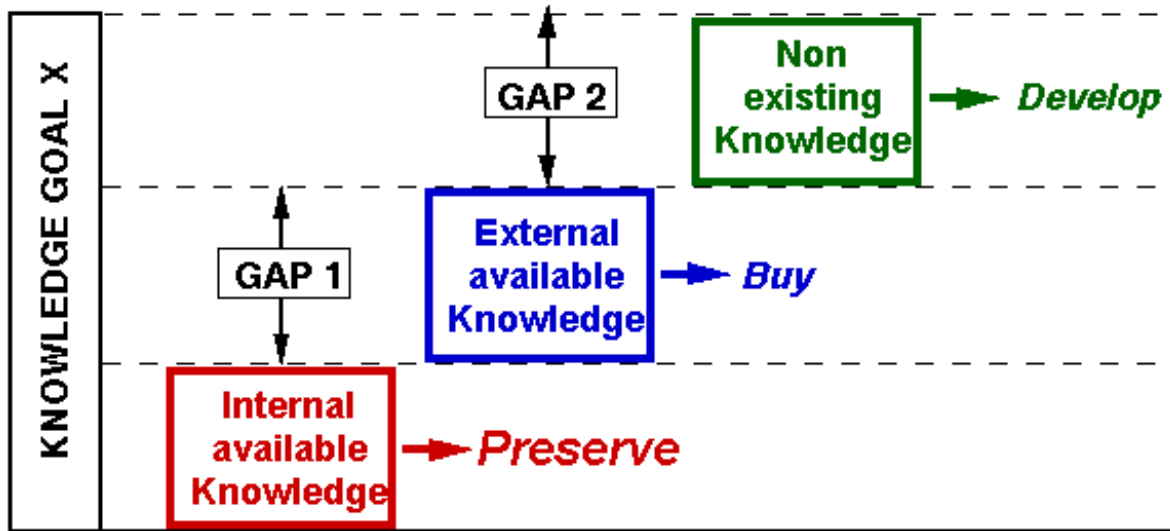 KNOWLEDGE GOAL X
GAP 2
Non
existing
Knowledge
Develop
GAP 1
External
available
Knowledge
Buy
Internal
available
Knowledge
Preserve